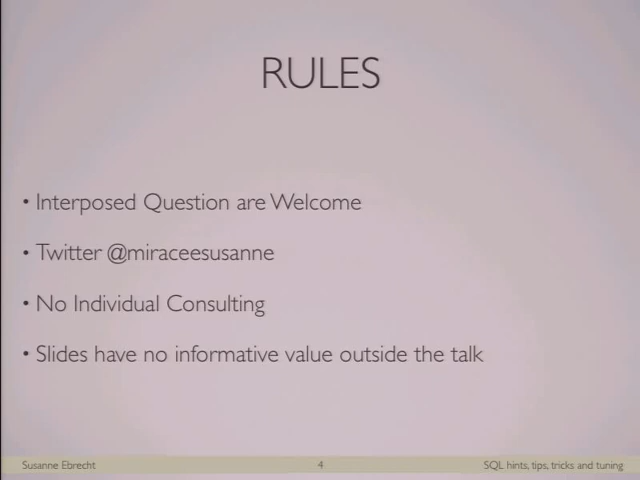 RULES
• Interposed Question are Welcome
• Twitter @miraceesusanne
• No Individual Consulting
• Slides have no informative value outside the talk
Susanne Ebrecht 4 SQL hints, tips, tricks and tuning